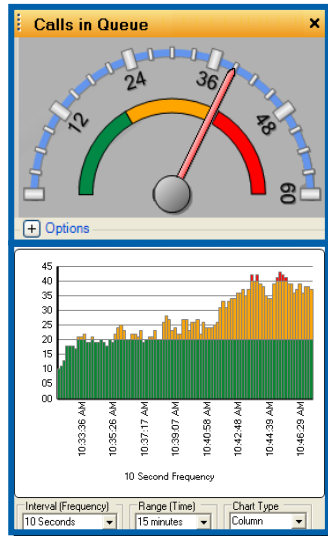 Calls in Queue
12
24
36
48
60
+ Options
45
40
35
30
25
20
15
10
05
00
10:33:36 AM
10:35:26 AM
10:37:17 AM
10:39:07 AM
10:40:58 AM
10:42:48 AM
10:44:39 AM
10:46:29 AM
10 Second Frequency
Interval (Frequency) Range (Time) Chart Type
10 Seconds 15 minutes Column